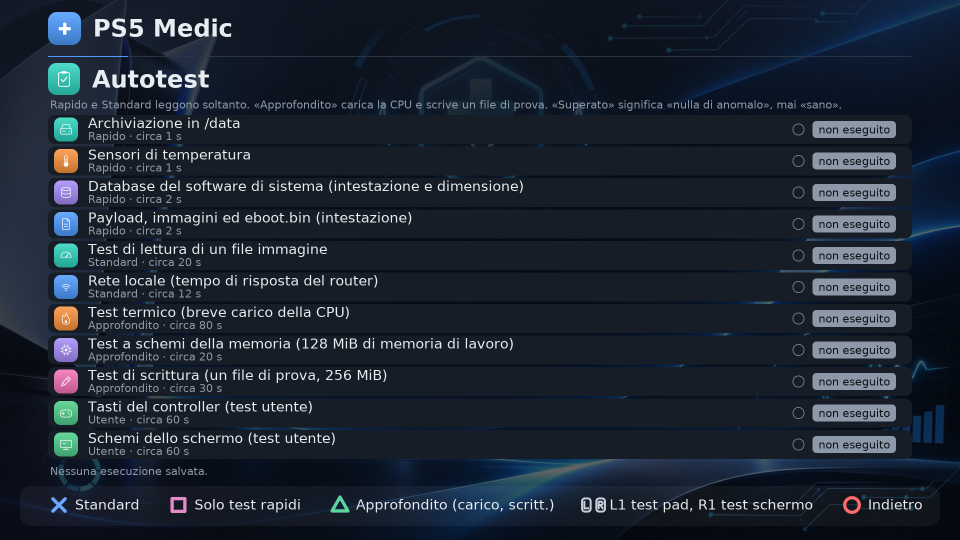 PS5 Medic
Autotest
Rapido e Standard leggono soltanto. «Approfondito» carica la CPU e scrive un file di prova. «Superato» significa «nulla di anomalo», mai «sano».
Archiviazione in /data
Rapido · circa 1 s
non eseguito
Sensori di temperatura
Rapido · circa 1 s
non eseguito
Database del software di sistema (intestazione e dimensione)
Rapido · circa 2 s
non eseguito
Payload, immagini ed eboot.bin (intestazione)
Rapido · circa 2 s
non eseguito
Test di lettura di un file immagine
Standard · circa 20 s
non eseguito
Rete locale (tempo di risposta del router)
Standard · circa 12 s
non eseguito
Test termico (breve carico della CPU)
Approfondito · circa 80 s
non eseguito
Test a schemi della memoria (128 MiB di memoria di lavoro)
Approfondito · circa 20 s
non eseguito
Test di scrittura (un file di prova, 256 MiB)
Approfondito · circa 30 s
non eseguito
Tasti del controller (test utente)
Utente · circa 60 s
non eseguito
Schemi dello schermo (test utente)
Utente · circa 60 s
non eseguito
Nessuna esecuzione salvata.
Standard
Solo test rapidi
Approfondito (carico, scritt.)
L R L1 test pad, R1 test schermo
Indietro